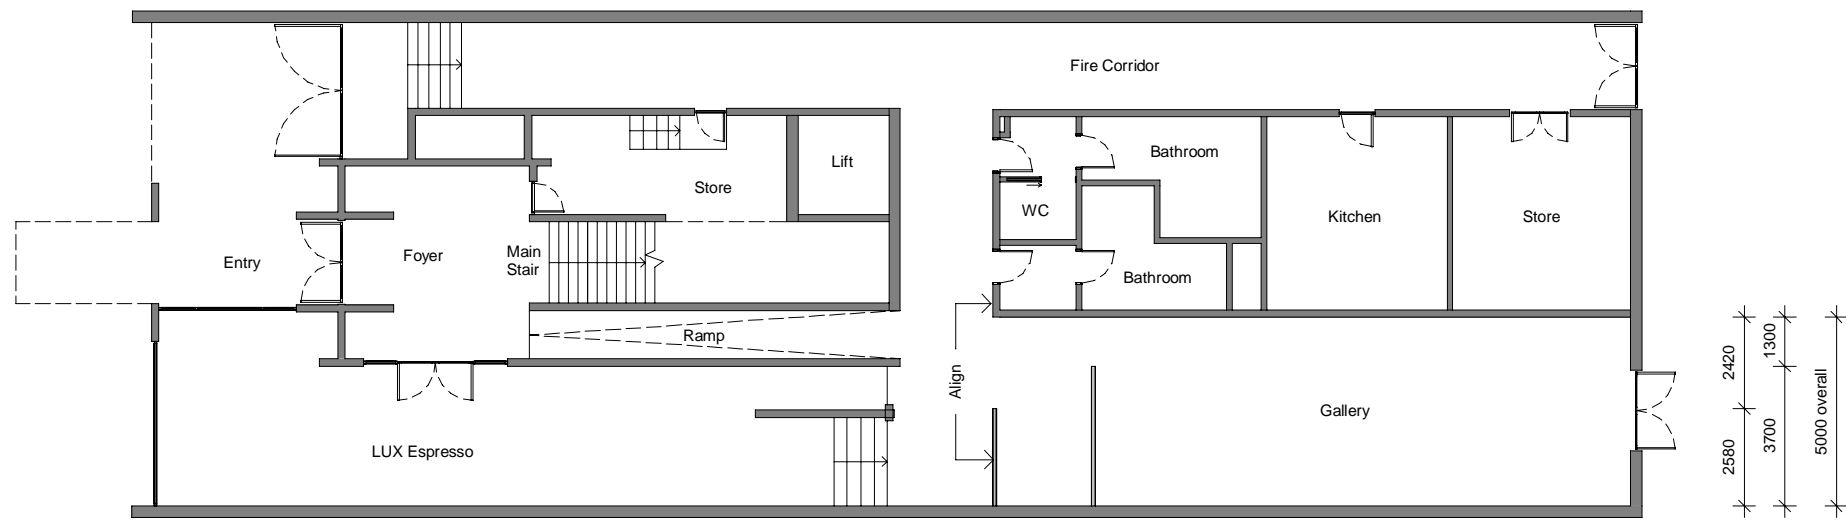 Fire Corridor
Lift
Bathroom
Store
WC
Kitchen
Store
Entry
Foyer
Main
Stair
Bathroom
Ramp
Align
Gallery
LUX Espresso
2420
2580
1300
3700
5000 overall